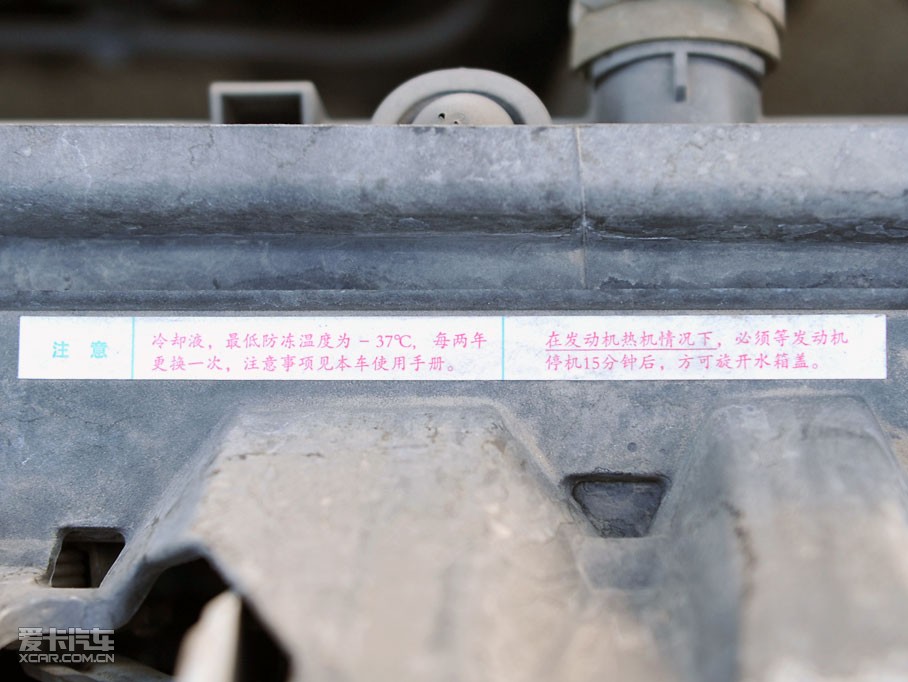 注 意
冷却液，最低防冻温度为－37℃，每两年
更换一次，注意事项见本车使用手册。
在发动机热机情况下，必须等发动机
停机15分钟后，方可旋开水箱盖。
爱卡汽车
XCAR.COM.CN